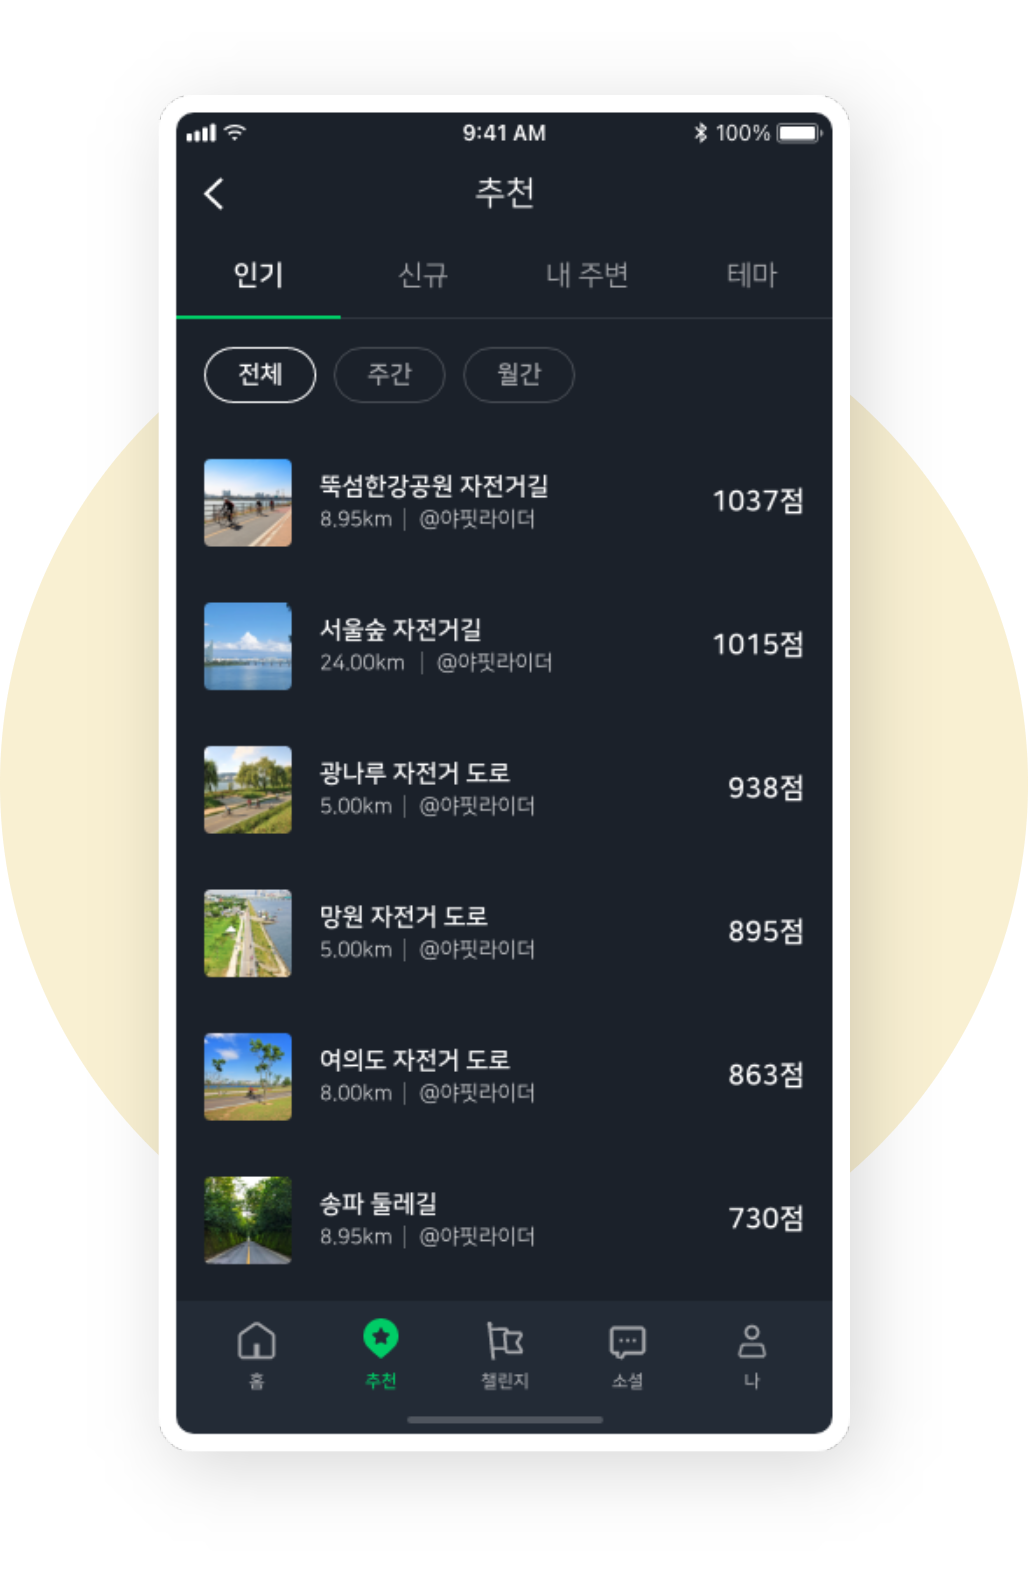 9:41 AM 100%
추천
인기 신규 내 주변 테마
전체 주간 월간
뚝섬한강공원 자전거길
8.95km | @야핏라이더
1037점
서울숲 자전거길
24.00km | @야핏라이더
1015점
광나루 자전거 도로
5.00km | @야핏라이더
938점
망원 자전거 도로
5.00km | @야핏라이더
895점
여의도 자전거 도로
8.00km | @야핏라이더
863점
송파 둘레길
8.95km | @야핏라이더
730점
홈 추천 챌린지 소셜 나